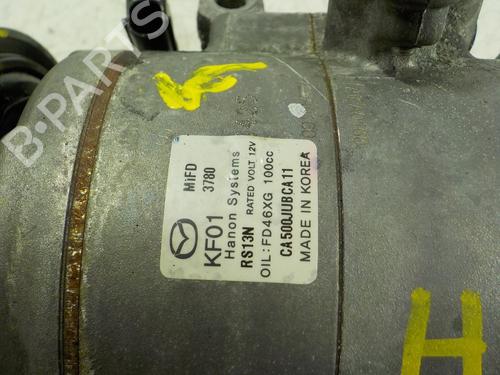 B-PARTS
MiFD
3780
KF01
Hanon Systems
RS13N RATED VOLT 12V
OIL:FD46XG 100cc
CA500JUBCA11
MADE IN KOREA
H